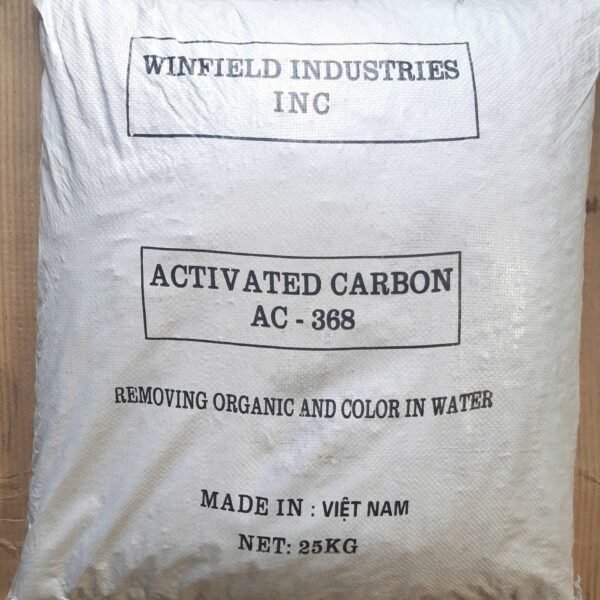 WINFIELD INDUSTRIES
INC
ACTIVATED CARBON
AC - 368
REMOVING ORGANIC AND COLOR IN WATER
MADE IN : VIỆT NAM
NET: 25KG